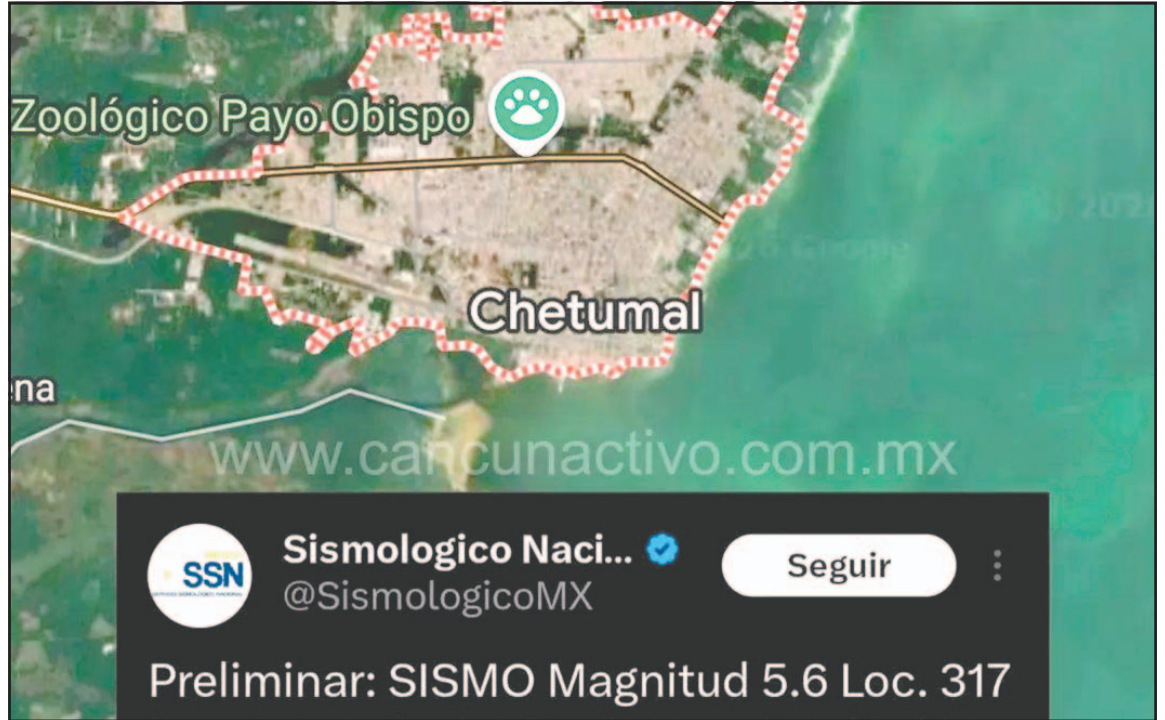 Zoológico Payo Obispo
Chetumal
ena
www.cancunactivo.com.mx
SSN
Sismologico Naci...
@SismologicoMX
Seguir
Preliminar: SISMO Magnitud 5.6 Loc. 317